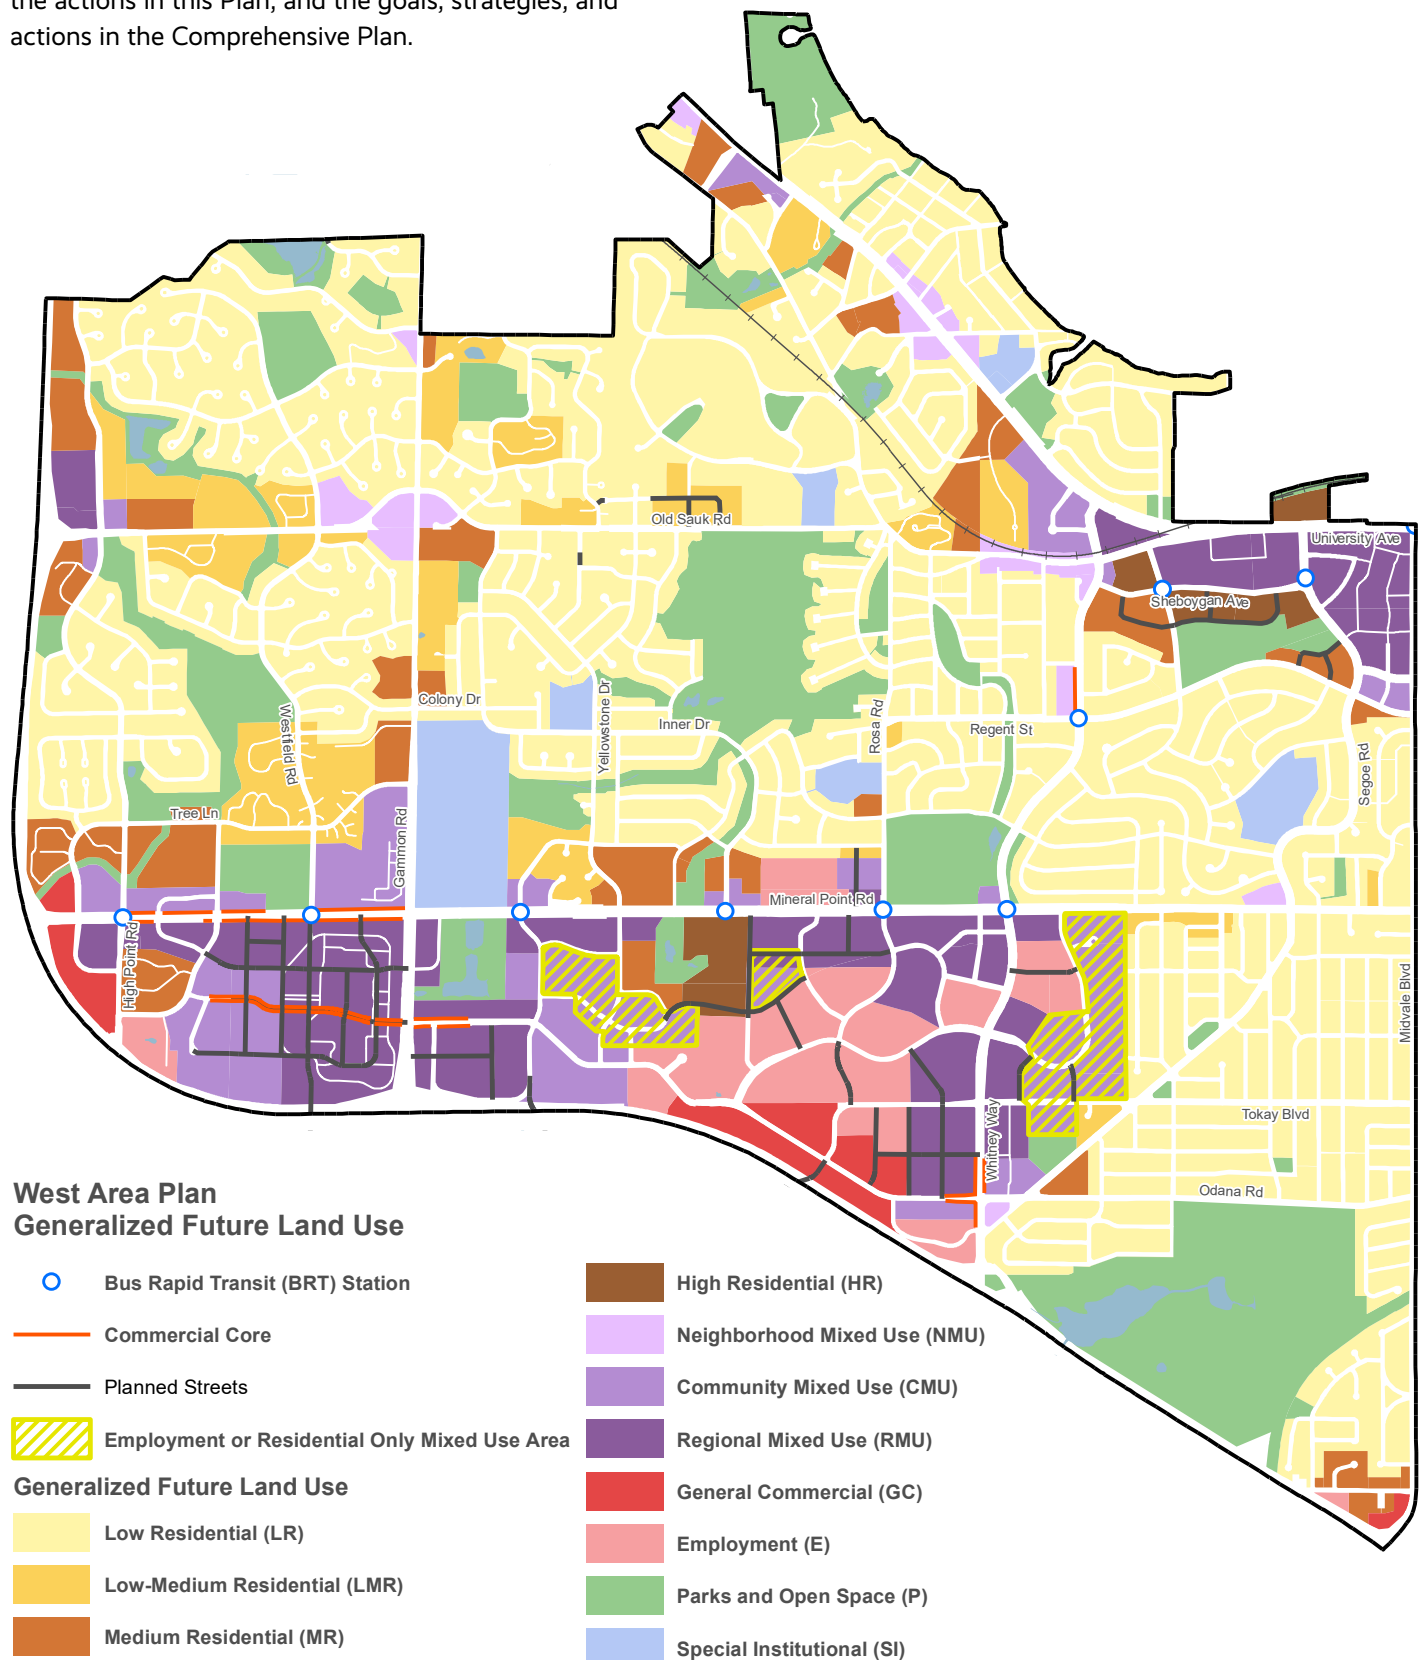 the actions in this Plan, and the goals, strategies, and
actions in the Comprehensive Plan.
Old Sauk Rd
University Ave
Sheboygan Ave
Colony Dr
Yellowstone Dr
Inner Dr
Rosa Rd
Regent St
Westfield Rd
Segoe Rd
Tree Ln
Gammon Rd
Mineral Point Rd
High Point Rd
Midvale Blvd
Whitney Way
Tokay Blvd
Odana Rd
West Area Plan
Generalized Future Land Use
Bus Rapid Transit (BRT) Station
Commercial Core
Planned Streets
Employment or Residential Only Mixed Use Area
Generalized Future Land Use
Low Residential (LR)
Low-Medium Residential (LMR)
Medium Residential (MR)
High Residential (HR)
Neighborhood Mixed Use (NMU)
Community Mixed Use (CMU)
Regional Mixed Use (RMU)
General Commercial (GC)
Employment (E)
Parks and Open Space (P)
Special Institutional (SI)